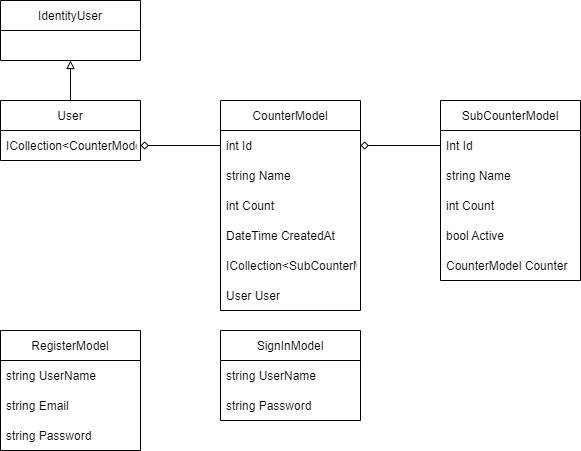 IdentityUser
User
ICollection<CounterMode
CounterModel
int Id
string Name
int Count
DateTime CreatedAt
ICollection<SubCounterM
User User
SubCounterModel
Int Id
string Name
int Count
bool Active
CounterModel Counter
RegisterModel
string UserName
string Email
string Password
SignInModel
string UserName
string Password